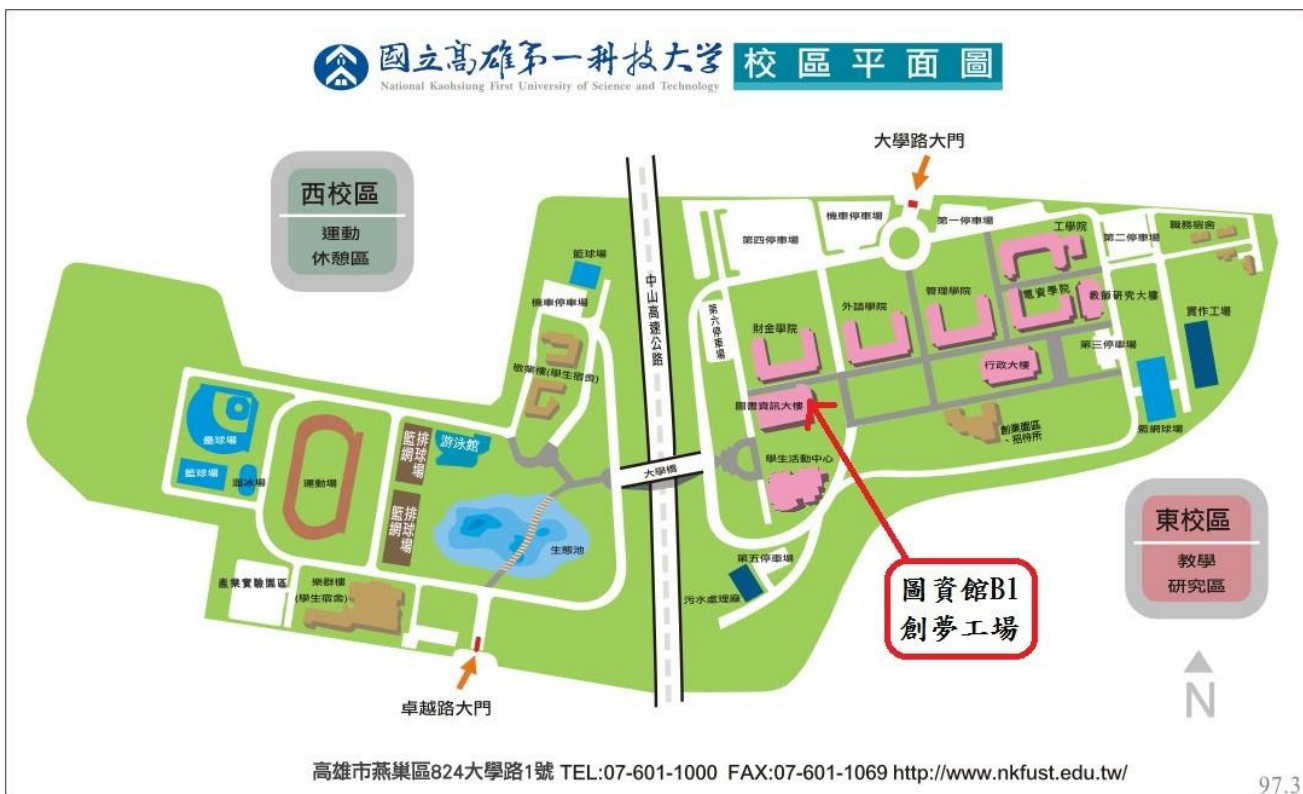 國立高雄第一科技大学 校區平面圖
National Kaohsiung First University of Science and Technology
西校區
運動
休憩區
大學路大門
機車停車場
第一停車場
第四停車場
工學院
第二停車場
職務宿舍
籃球場
機車停車場
中山高速公路
第六停車場
財金學院
外語學院
管理學院
電資學院
教師研究大樓
實作工場
第三停車場
行政大樓
敬業樓(學生宿舍)
圖書資訊大樓
創業園區
、招待所
籃網球場
壘球場
籃球場
溜冰場
運動場
排球場
籃網
游泳館
排球場
籃網
大學橋
學生活動中心
生態池
第五停車場
污水處理廠
產業實驗園區
樂群樓
(學生宿舍)
卓越路大門
圖資館B1
創夢工場
東校區
教學
研究區
N
高雄市燕巢區824大學路1號 TEL:07-601-1000 FAX:07-601-1069 http://www.nkfust.edu.tw/
97.3